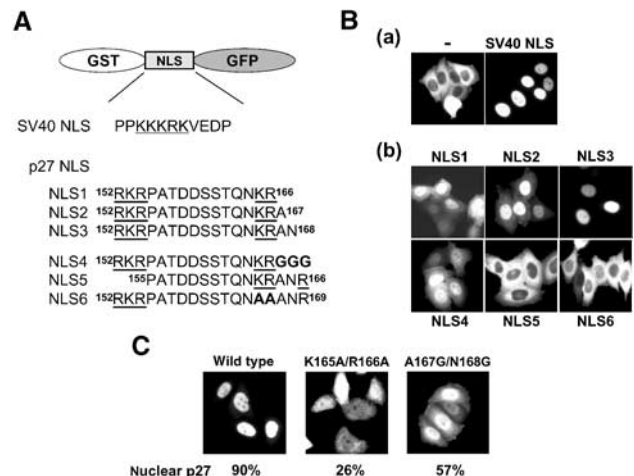 A
GST NLS GFP
SV40 NLS PPKKKRKVEDP
p27 NLS
NLS1 152RKRPATDDSSTQNKR166
NLS2 152RKRPATDDSSTQNKRA167
NLS3 152RKRPATDDSSTQNKRAN168
NLS4 152RKRPATDDSSTQNKRGGG
NLS5 155PATDDSSTQNKRANR166
NLS6 152RKRPATDDSSTQNAAANR169
B
(a)
- SV40 NLS
(b)
NLS1 NLS2 NLS3
NLS4 NLS5 NLS6
C
Wild type K165A/R166A A167G/N168G
Nuclear p27 90% 26% 57%